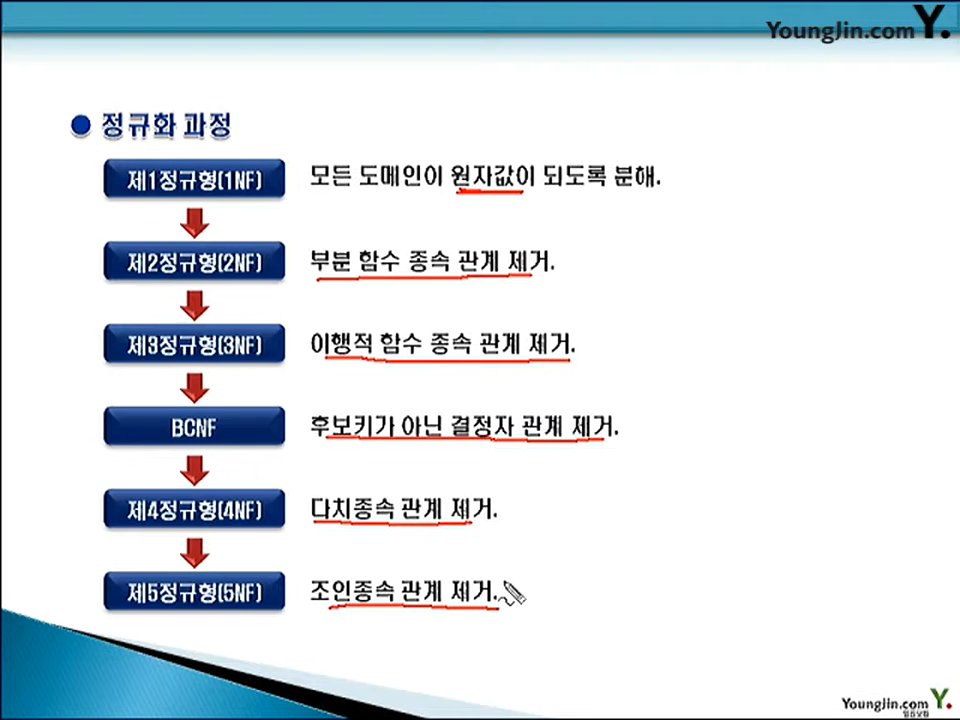 YoungJin.com Y.
정규화 과정
제1정규형(1NF) 모든 도메인이 원자값이 되도록 분해.
제2정규형(2NF) 부분 함수 종속 관계 제거.
제3정규형(3NF) 이행적 함수 종속 관계 제거.
BCNF 후보키가 아닌 결정자 관계 제거.
제4정규형(4NF) 다치종속 관계 제거.
제5정규형(5NF) 조인종속 관계 제거.
YoungJin.com Y.